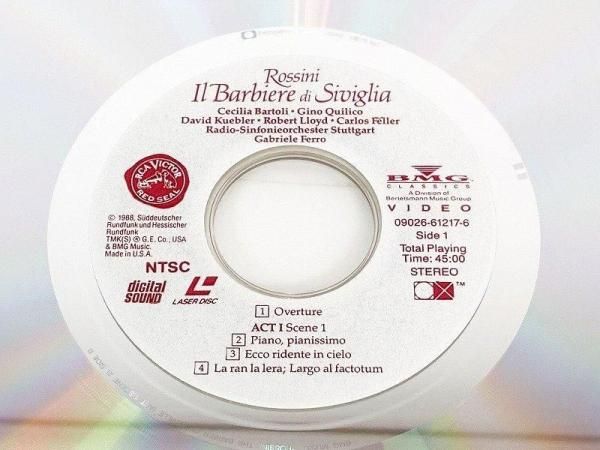 Rossini
Il Barbiere di Siviglia
Cecilia Bartoli • Gino Quilico
David Kuebler • Robert Lloyd • Carlos Feller
Radio-Sinfonieorchester Stuttgart
Gabriele Ferro
RCA VICTOR
RED SEAL
© 1988, Süddeutscher
Rundfunk und Hessischer
Rundfunk
TMK(S) ® G.E. Co., USA
& BMG Music.
Made in U.S.A.
NTSC
digital
SOUND
LASER DISC
BMG
CLASSICS
A Division of
Bertelsmann Music Group
VIDEO
09026-61217-6
Side 1
Total Playing
Time: 45:00
STEREO
CX
1 Overture
ACT I Scene 1
2 Piano, pianissimo
3 Ecco ridente in cielo
4 La ran la lera; Largo al factotum